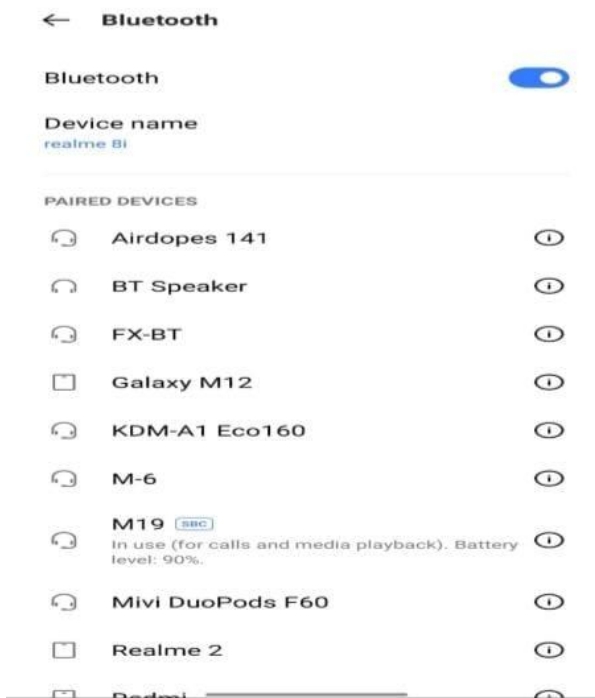 Bluetooth
Bluetooth
Device name
realme 8i
PAIRED DEVICES
Airdopes 141
BT Speaker
FX-BT
Galaxy M12
KDM-A1 Eco160
M-6
M19 SBC
In use (for calls and media playback). Battery
level: 90%.
Mivi DuoPods F60
Realme 2
Redmi